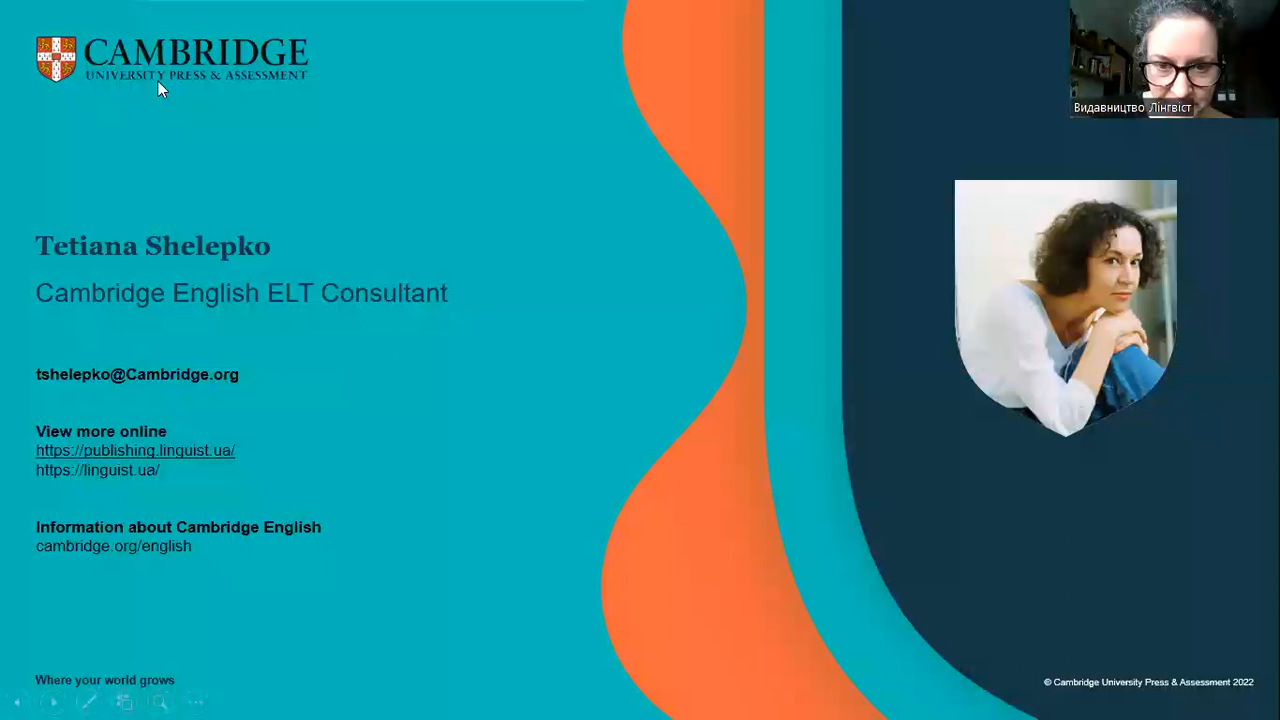 CAMBRIDGE
UNIVERSITY PRESS & ASSESSMENT
Видавництво Лінгвіст
Tetiana Shelepko
Cambridge English ELT Consultant
tshelepko@Cambridge.org
View more online
https://publishing.linguist.ua/
https://linguist.ua/
Information about Cambridge English
cambridge.org/english
Where your world grows
© Cambridge University Press & Assessment 2022